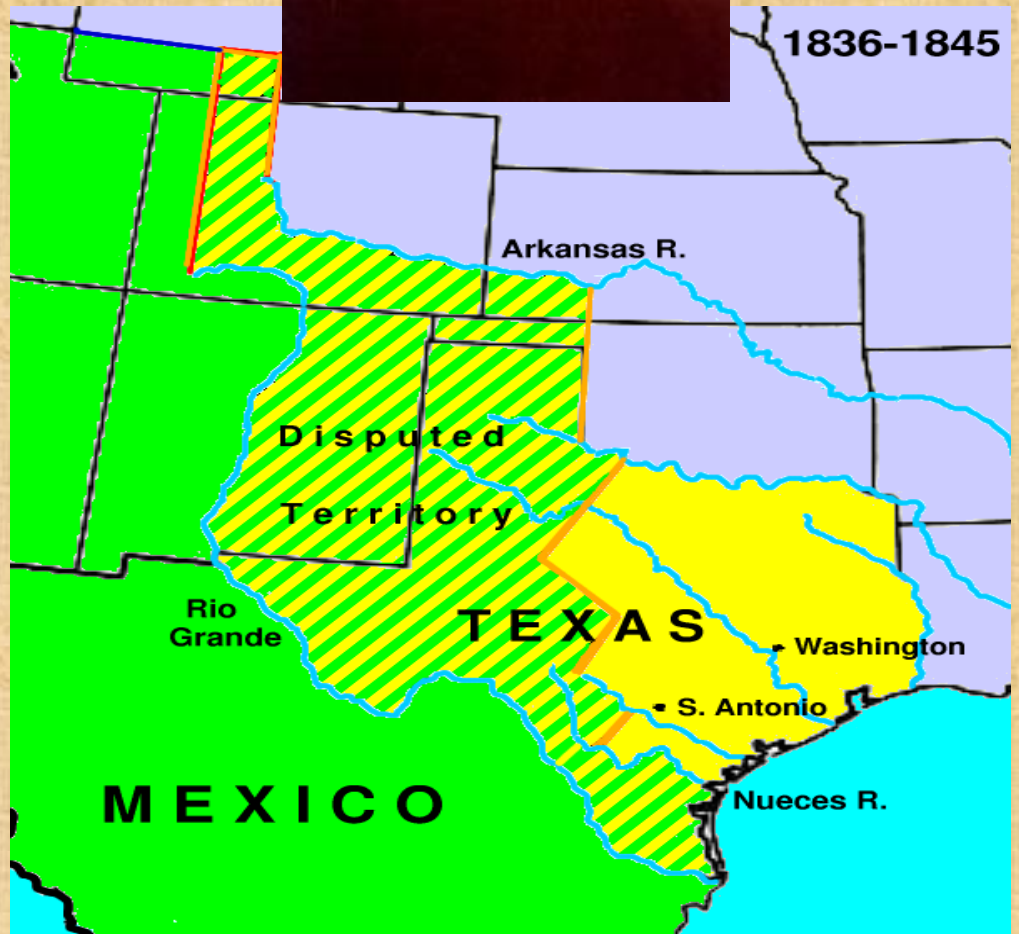 1836-1845
Arkansas R.
Disputed
Territory
Rio
Grande
TEXAS
Washington
S. Antonio
MEXICO
Nueces R.